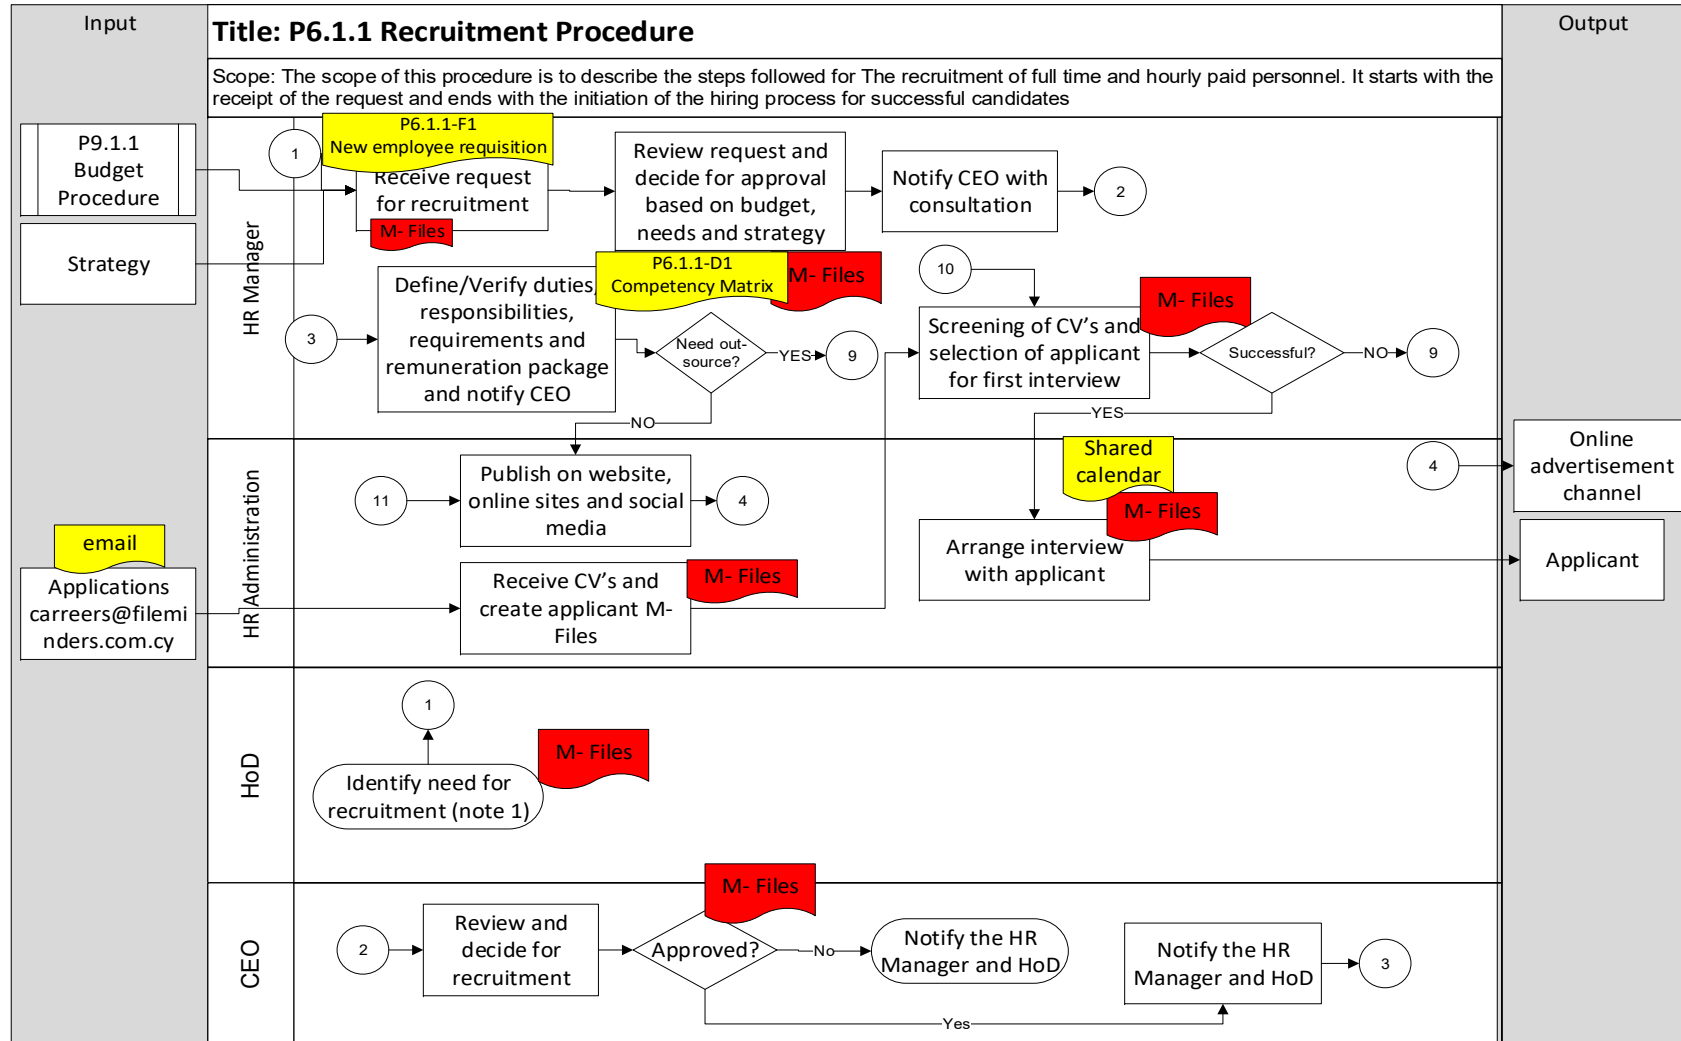 Input
Title: P6.1.1 Recruitment Procedure
Output
Scope: The scope of this procedure is to describe the steps followed for The recruitment of full time and hourly paid personnel. It starts with the
receipt of the request and ends with the initiation of the hiring process for successful candidates
P9.1.1
Budget
Procedure
Strategy
HR Manager
1
P6.1.1-F1
New employee requisition
Receive request
for recruitment
M- Files
Review request and
decide for approval
based on budget,
needs and strategy
Notify CEO with
consultation
2
3
Define/Verify duties,
responsibilities,
requirements and
remuneration package
and notify CEO
P6.1.1-D1
Competency Matrix
M- Files
Need out-
source?
YES
9
NO
10
Screening of CV's and
selection of applicant
for first interview
M- Files
Successful?
NO
9
YES
HR Administration
11
Publish on website,
online sites and social
media
4
Shared
calendar
M- Files
Arrange interview
with applicant
4
Online
advertisement
channel
Applicant
email
Applications
carreers@filemi
nders.com.cy
Receive CV's and
create applicant M-
Files
M- Files
HoD
1
Identify need for
recruitment (note 1)
M- Files
CEO
2
Review and
decide for
recruitment
M- Files
Approved?
No
Notify the HR
Manager and HoD
Yes
Notify the HR
Manager and HoD
3